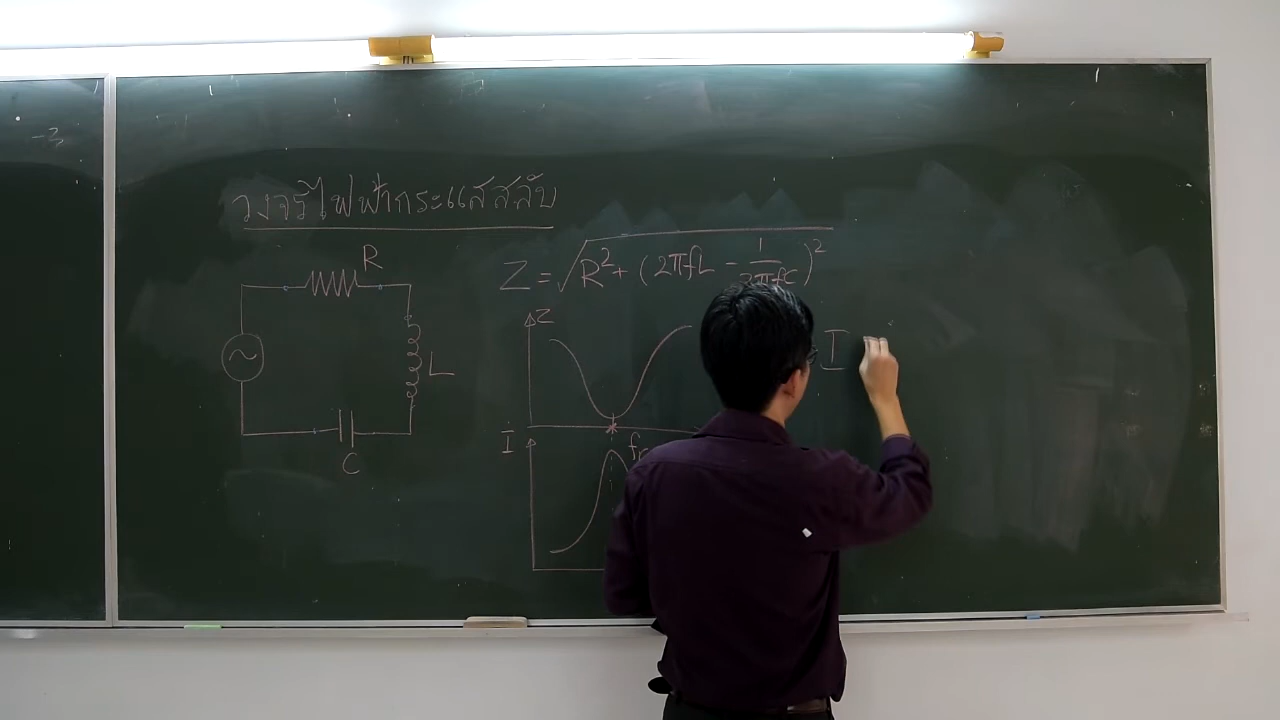 วงจรไฟฟ้ากระแสสลับ
R
L
C
Z = √R² + (2πfL - 1/2πfC)²
Z
I
fr
I